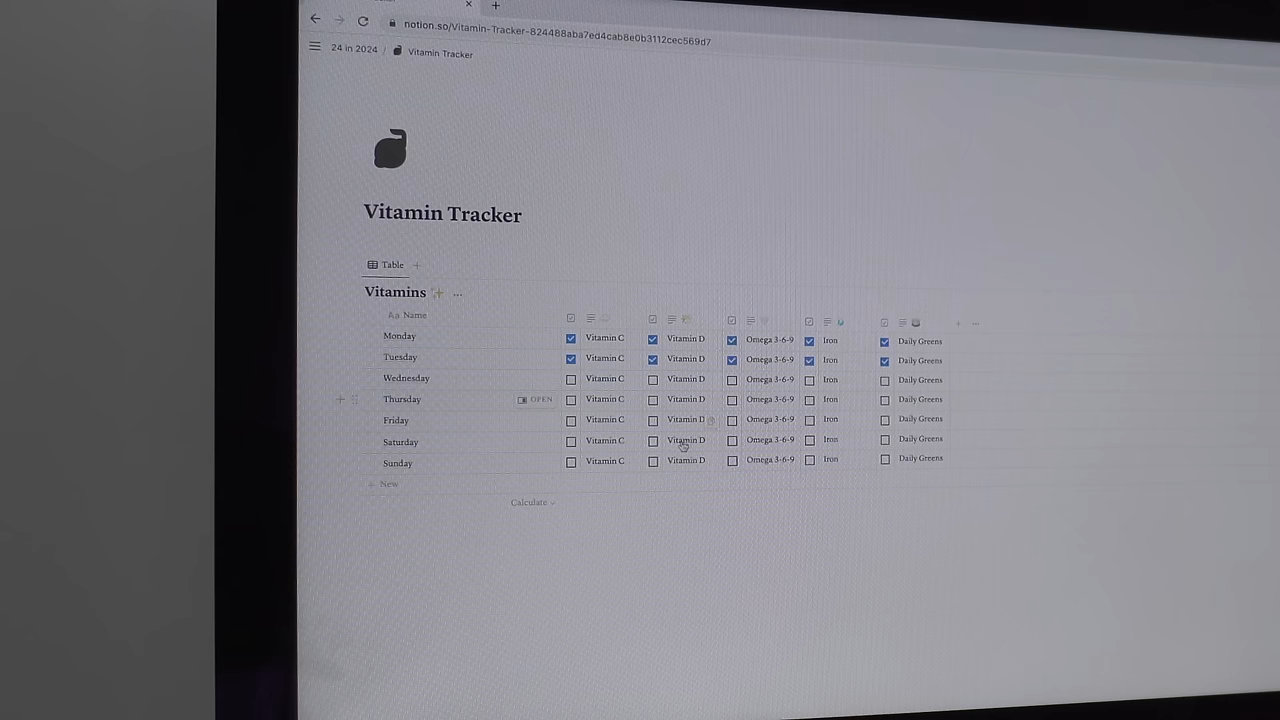 notion.so/Vitamin-Tracker-824488aba7ed4cab8e0b3112cec569d7
24 in 2024 / Vitamin Tracker
Vitamin Tracker
Table +
Vitamins
Aa Name
Monday Vitamin C Vitamin D Omega 3-6-9 Iron Daily Greens
Tuesday Vitamin C Vitamin D Omega 3-6-9 Iron Daily Greens
Wednesday Vitamin C Vitamin D Omega 3-6-9 Iron Daily Greens
Thursday OPEN Vitamin C Vitamin D Omega 3-6-9 Iron Daily Greens
Friday Vitamin C Vitamin D Omega 3-6-9 Iron Daily Greens
Saturday Vitamin C Vitamin D Omega 3-6-9 Iron Daily Greens
Sunday Vitamin C Vitamin D Omega 3-6-9 Iron Daily Greens
+ New
Calculate